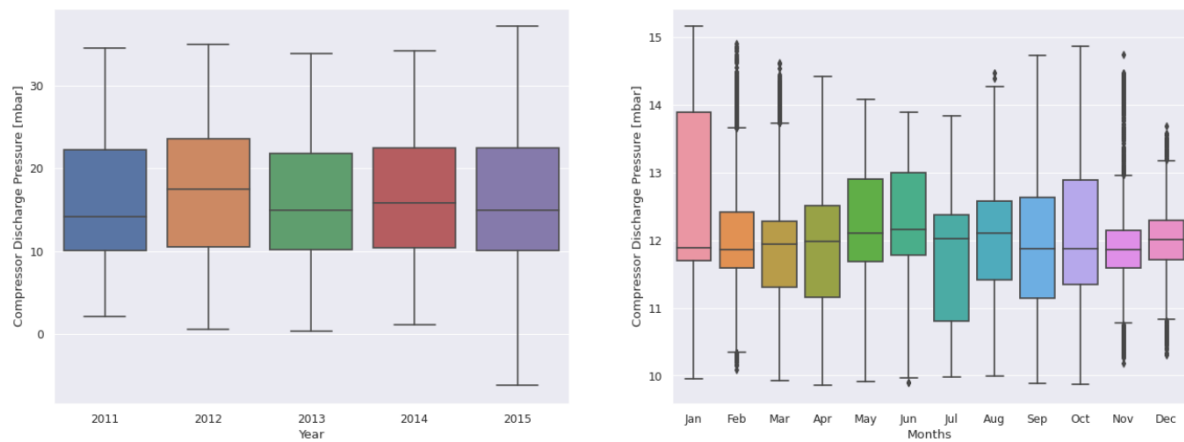 Compressor Discharge Pressure [mbar]
30
20
10
0
2011 2012 2013 2014 2015
Year
Compressor Discharge Pressure [mbar]
15
14
13
12
11
10
Jan Feb Mar Apr May Jun Jul Aug Sep Oct Nov Dec
Months